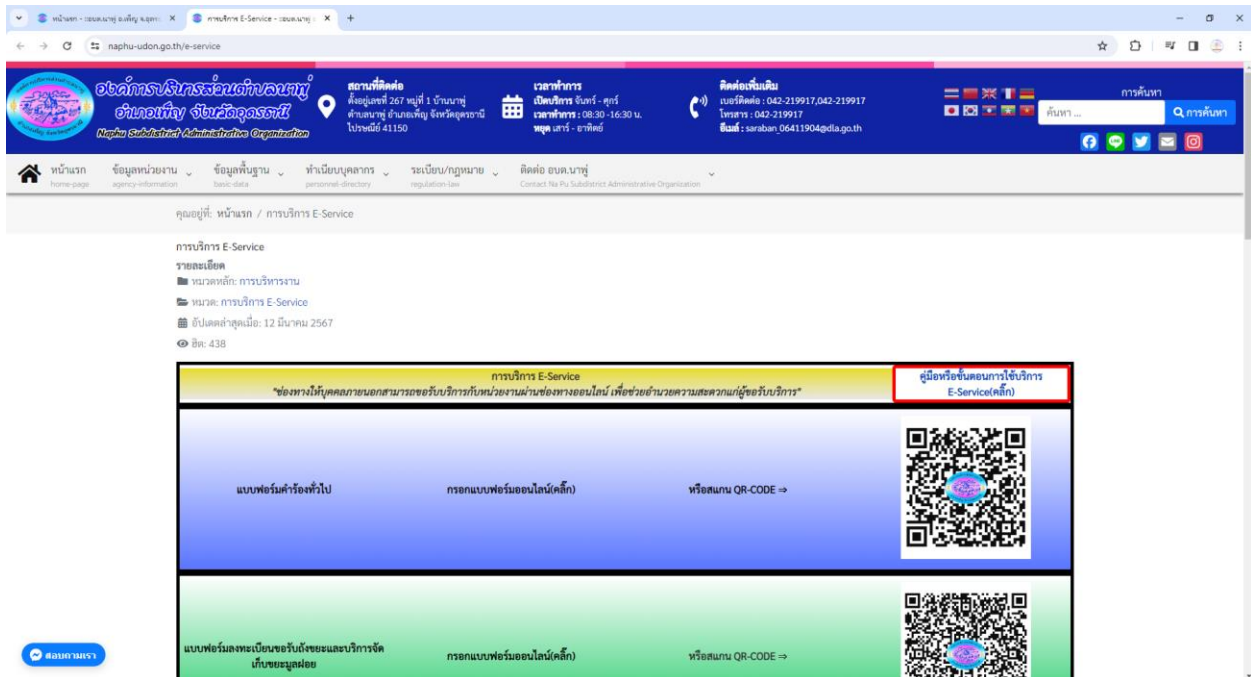 หน้าแรก - :::อบต.นาพู่ อ.เพ็ญ จ.อุดร:
การบริการ E-Service - :::อบต.นาพู่ :
naphu-udon.go.th/e-service
องค์การบริหารส่วนตำบลนาพู่
อำเภอเพ็ญ จังหวัดอุดรธานี
Naphu Subdistrict Administrative Organization
สถานที่ติดต่อ
ตั้งอยู่เลขที่ 267 หมู่ที่ 1 บ้านนาพู่
ตำบลนาพู่ อำเภอเพ็ญ จังหวัดอุดรธานี
ไปรษณีย์ 41150
เวลาทำการ
เปิดบริการ จันทร์ - ศุกร์
เวลาทำการ : 08:30 -16:30 น.
หยุด เสาร์ - อาทิตย์
ติดต่อเพิ่มเติม
เบอร์ติดต่อ : 042-219917,042-219917
โทรสาร : 042-219917
อีเมล์ : saraban_06411904@dla.go.th
การค้นหา
ค้นหา ...
การค้นหา
หน้าแรก
home-page
ข้อมูลหน่วยงาน
agency-information
ข้อมูลพื้นฐาน
basic-data
ทำเนียบบุคลากร
personnel-directory
ระเบียบ/กฎหมาย
regulation-law
ติดต่อ อบต.นาพู่
Contact Na Pu Subdistrict Administrative Organization
คุณอยู่ที่: หน้าแรก / การบริการ E-Service
การบริการ E-Service
รายละเอียด
หมวดหลัก: การบริหารงาน
หมวด: การบริการ E-Service
อัปเดตล่าสุดเมื่อ: 12 มีนาคม 2567
ฮิต: 438
การบริการ E-Service
"ช่องทางให้บุคคลภายนอกสามารถขอรับบริการกับหน่วยงานผ่านช่องทางออนไลน์ เพื่อช่วยอำนวยความสะดวกแก่ผู้ขอรับบริการ"
คู่มือหรือขั้นตอนการใช้บริการ
E-Service(คลิ๊ก)
แบบฟอร์มคำร้องทั่วไป
กรอกแบบฟอร์มออนไลน์(คลิ๊ก)
หรือสแกน QR-CODE ⇒
แบบฟอร์มลงทะเบียนขอรับถังขยะและบริการจัด
เก็บขยะมูลฝอย
กรอกแบบฟอร์มออนไลน์(คลิ๊ก)
หรือสแกน QR-CODE ⇒
สอบถามเรา